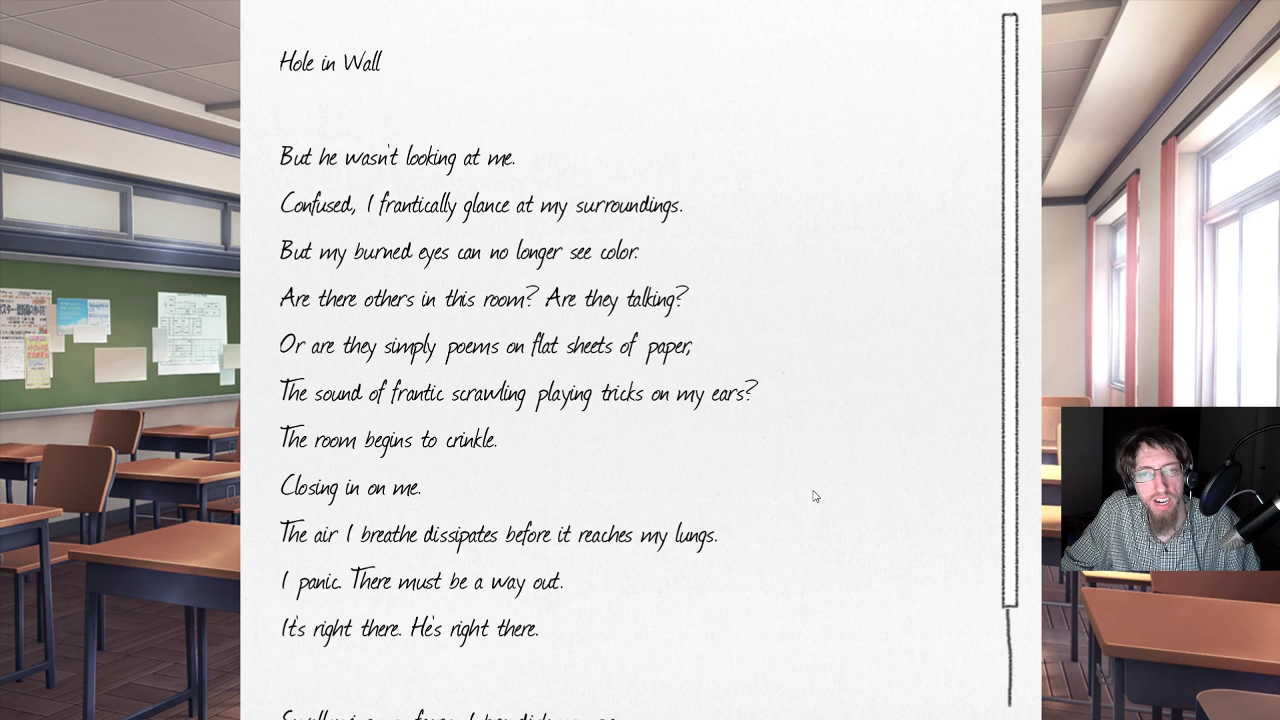 Hole in Wall
But he wasn't looking at me.
Confused, I frantically glance at my surroundings.
But my burned eyes can no longer see color.
Are there others in this room? Are they talking?
Or are they simply poems on flat sheets of paper,
The sound of frantic scrawling playing tricks on my ears?
The room begins to crinkle.
Closing in on me.
The air I breathe dissipates before it reaches my lungs.
I panic. There must be a way out.
It's right there. He's right there.